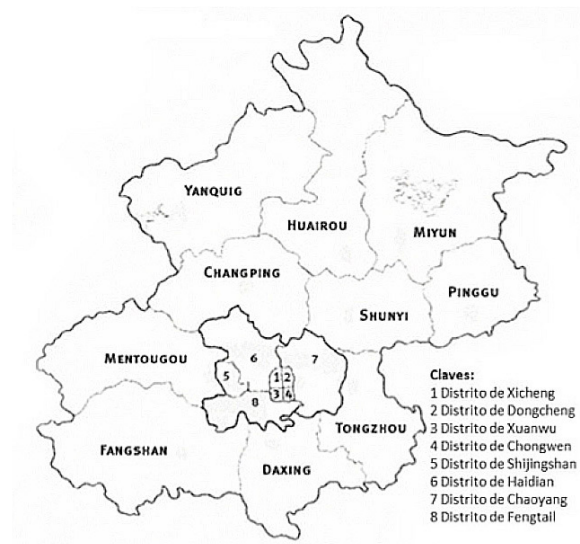 YANQUIG
HUAIROU
MIYUN
CHANGPING
PINGGU
SHUNYI
MENTOUGOU
6
7
5
1 2
3 4
8
TONGZHOU
FANGSHAN
DAXING
Claves:
1 Distrito de Xicheng
2 Distrito de Dongcheng
3 Distrito de Xuanwu
4 Distrito de Chongwen
5 Distrito de Shijingshan
6 Distrito de Haidian
7 Distrito de Chaoyang
8 Distrito de Fengtail